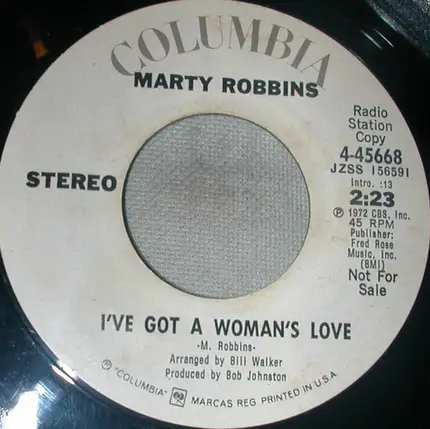 COLUMBIA
MARTY ROBBINS
STEREO
Radio
Station
Copy
4-45668
JZSS 156591
Intro. :13
2:23
Ⓟ 1972 CBS, Inc.
45 RPM
Publisher:
Fred Rose
Music, Inc.
(BMI)
Not For
Sale
I'VE GOT A WOMAN'S LOVE
-M. Robbins-
Arranged by Bill Walker
Produced by Bob Johnston
® "COLUMBIA" MARCAS REG. PRINTED IN U.S.A.